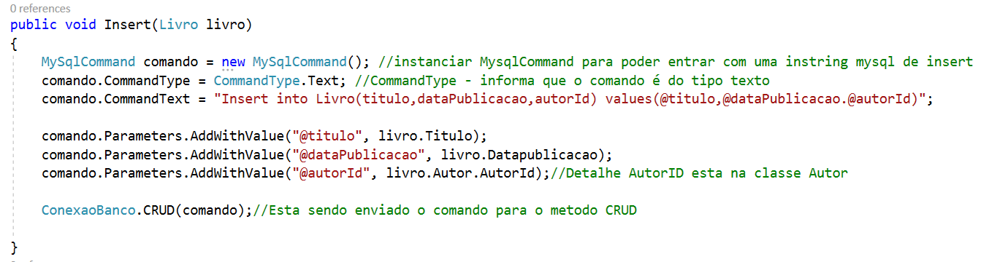 0 references
public void Insert(Livro livro)
{
MySqlCommand comando = new MySqlCommand(); //instanciar MysqlCommand para poder entrar com uma instring mysql de insert
comando.CommandType = CommandType.Text; //CommandType - informa que o comando é do tipo texto
comando.CommandText = "Insert into Livro(titulo,dataPublicacao,autorId) values(@titulo,@dataPublicacao.@autorId)";
comando.Parameters.AddWithValue("@titulo", livro.Titulo);
comando.Parameters.AddWithValue("@dataPublicacao", livro.Datapublicacao);
comando.Parameters.AddWithValue("@autorId", livro.Autor.AutorId);//Detalhe AutorID esta na classe Autor
ConexaoBanco.CRUD(comando);//Esta sendo enviado o comando para o metodo CRUD
}